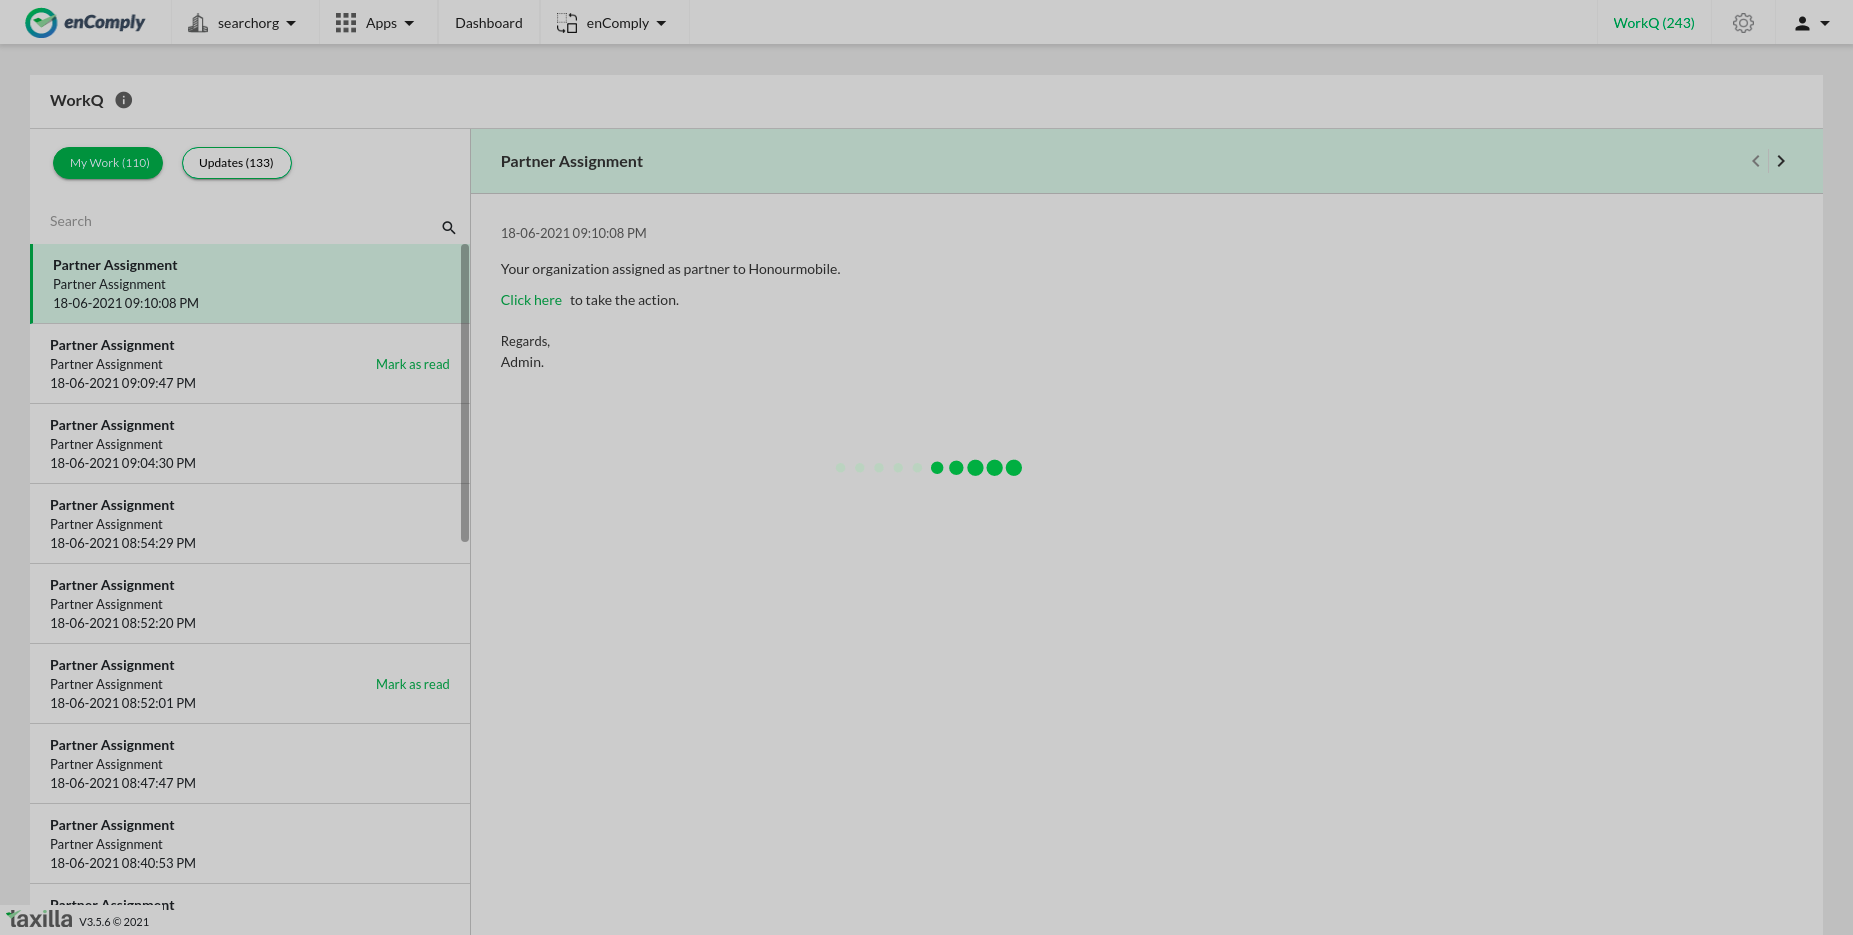 enComply
searchorg
Apps
Dashboard
enComply
WorkQ (243)
WorkQ
My Work (110)
Updates (133)
Search
Partner Assignment
Partner Assignment
18-06-2021 09:10:08 PM
Partner Assignment
Partner Assignment
Mark as read
18-06-2021 09:09:47 PM
Partner Assignment
Partner Assignment
18-06-2021 09:04:30 PM
Partner Assignment
Partner Assignment
18-06-2021 08:54:29 PM
Partner Assignment
Partner Assignment
18-06-2021 08:52:20 PM
Partner Assignment
Partner Assignment
Mark as read
18-06-2021 08:52:01 PM
Partner Assignment
Partner Assignment
18-06-2021 08:47:47 PM
Partner Assignment
Partner Assignment
18-06-2021 08:40:53 PM
Partner Assignment
taxilla V3.5.6 © 2021
Partner Assignment
18-06-2021 09:10:08 PM
Your organization assigned as partner to Honourmobile.
Click here to take the action.
Regards,
Admin.